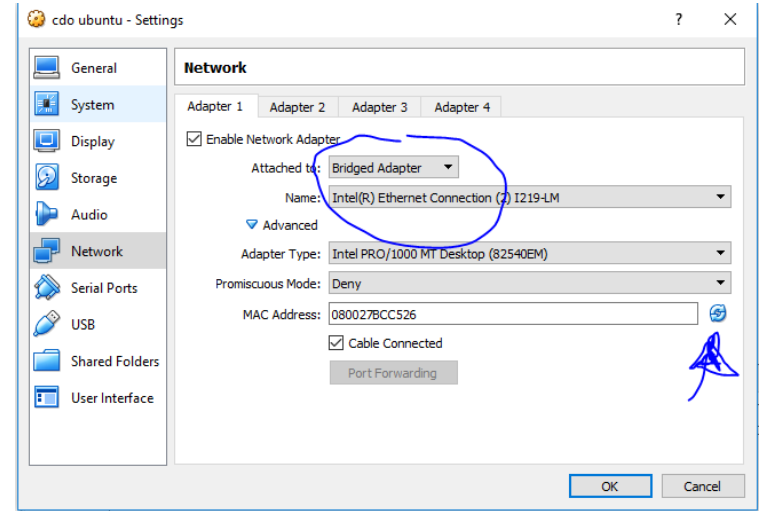 cdo ubuntu - Settings
? ×
General
System
Display
Storage
Audio
Network
Serial Ports
USB
Shared Folders
User Interface
Network
Adapter 1 Adapter 2 Adapter 3 Adapter 4
Enable Network Adapter
Attached to: Bridged Adapter
Name: Intel(R) Ethernet Connection (2) I219-LM
Advanced
Adapter Type: Intel PRO/1000 MT Desktop (82540EM)
Promiscuous Mode: Deny
MAC Address: 080027BCC526
Cable Connected
Port Forwarding
OK Cancel